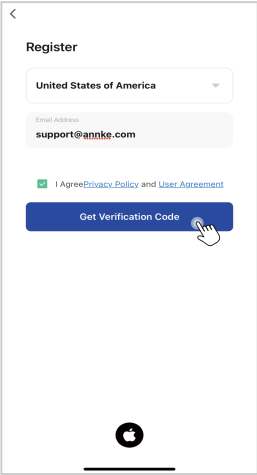 Register
United States of America
Email Address
support@annke.com
I AgreePrivacy Policy and User Agreement
Get Verification Code